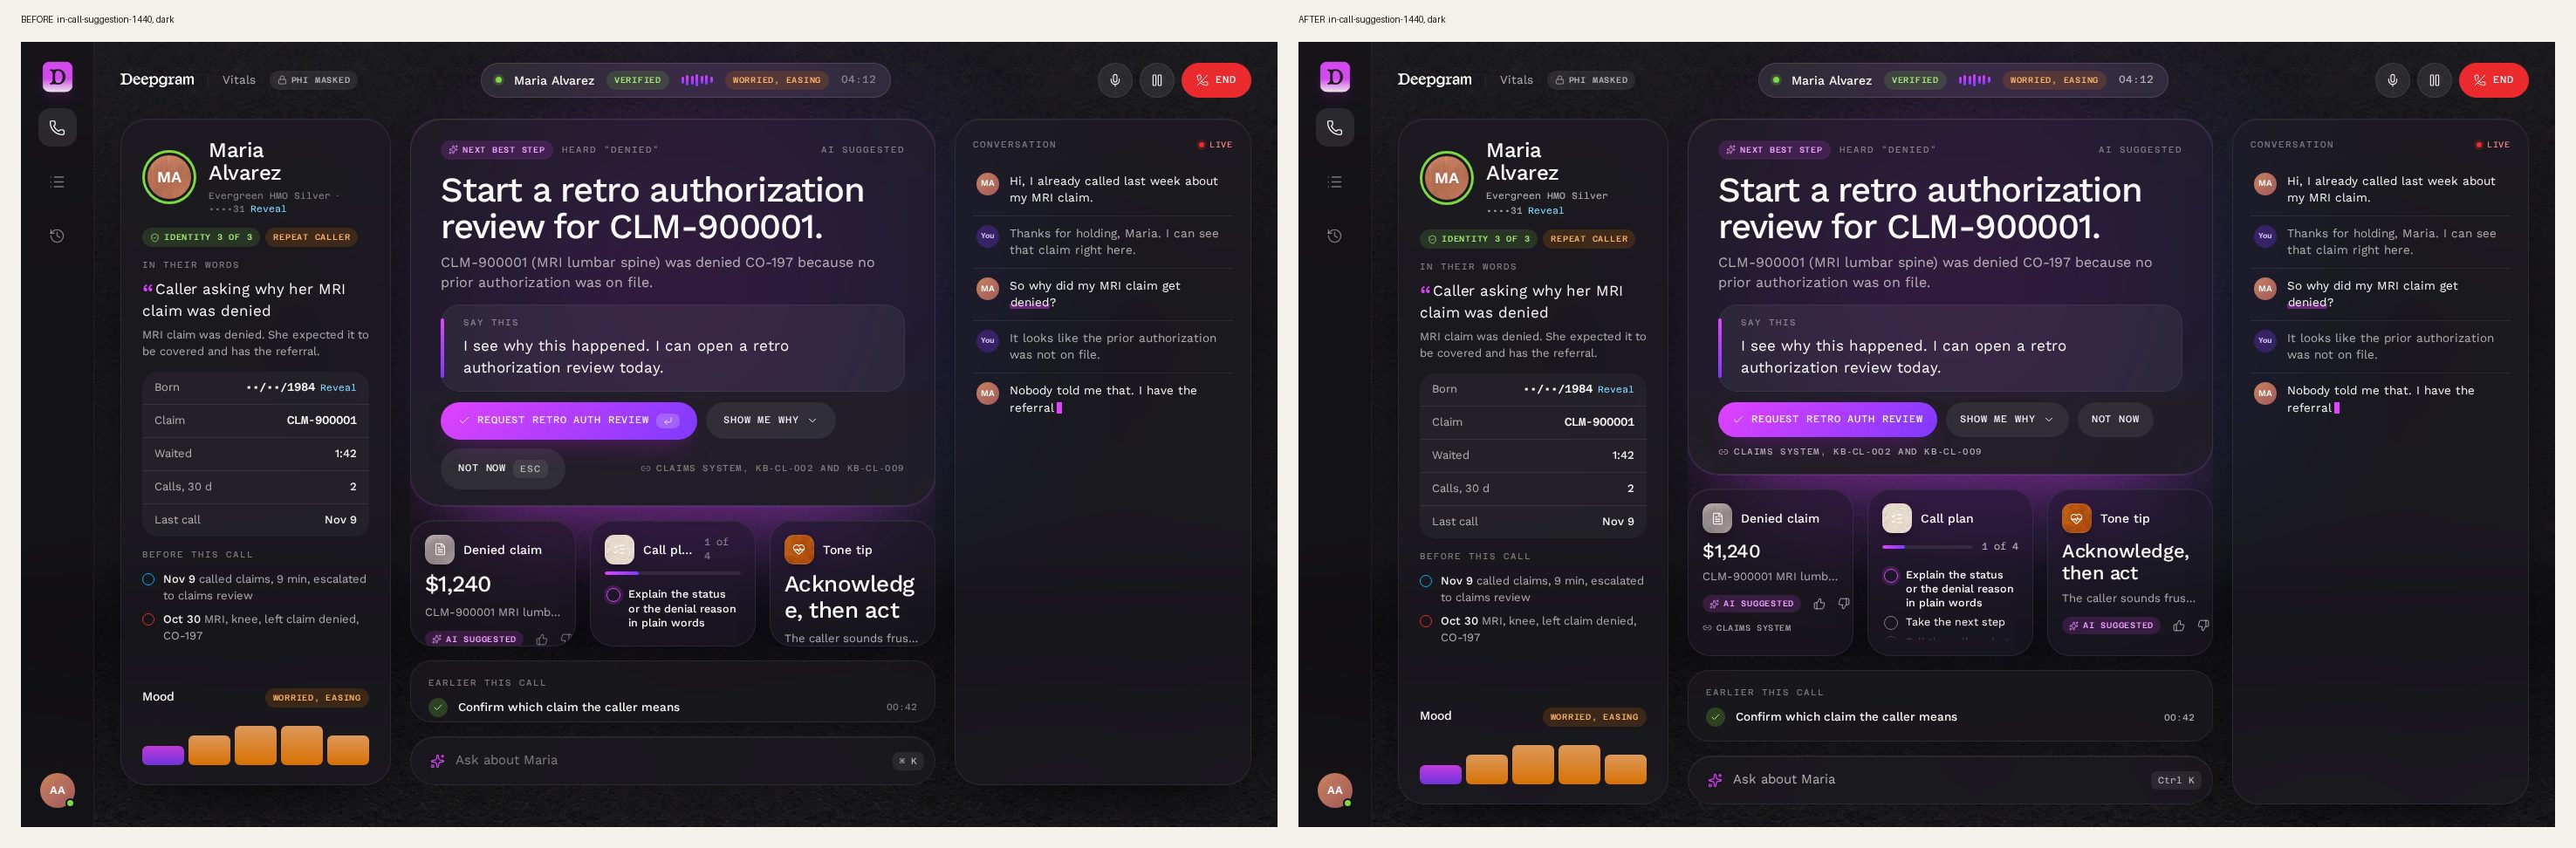 BEFORE in-call-suggestion-1440, dark
D
Deepgram
Vitals
PHI MASKED
Maria Alvarez
VERIFIED
WORRIED, EASING
04:12
END
MA
Maria
Alvarez
Evergreen HMO Silver ·
••••31 Reveal
IDENTITY 3 OF 3
REPEAT CALLER
IN THEIR WORDS
“Caller asking why her MRI
claim was denied
MRI claim was denied. She expected it to
be covered and has the referral.
Born ••/••/1984 Reveal
Claim CLM-900001
Waited 1:42
Calls, 30 d 2
Last call Nov 9
BEFORE THIS CALL
Nov 9 called claims, 9 min, escalated
to claims review
Oct 30 MRI, knee, left claim denied,
CO-197
Mood
WORRIED, EASING
AA
NEXT BEST STEP
HEARD "DENIED"
AI SUGGESTED
Start a retro authorization
review for CLM-900001.
CLM-900001 (MRI lumbar spine) was denied CO-197 because no
prior authorization was on file.
SAY THIS
I see why this happened. I can open a retro
authorization review today.
REQUEST RETRO AUTH REVIEW
SHOW ME WHY
NOT NOW ESC
CLAIMS SYSTEM, KB-CL-002 AND KB-CL-009
Denied claim
$1,240
CLM-900001 MRI lumb...
AI SUGGESTED
Call pl...
1 of
4
Explain the status
or the denial reason
in plain words
Tone tip
Acknowledg
e, then act
The caller sounds frus...
EARLIER THIS CALL
Confirm which claim the caller means
00:42
Ask about Maria
⌘ K
CONVERSATION
LIVE
MA
Hi, I already called last week about
my MRI claim.
You
Thanks for holding, Maria. I can see
that claim right here.
MA
So why did my MRI claim get
denied?
You
It looks like the prior authorization
was not on file.
MA
Nobody told me that. I have the
referral
AFTER in-call-suggestion-1440, dark
D
Deepgram
Vitals
PHI MASKED
Maria Alvarez
VERIFIED
WORRIED, EASING
04:12
END
MA
Maria
Alvarez
Evergreen HMO Silver
••••31 Reveal
IDENTITY 3 OF 3
REPEAT CALLER
IN THEIR WORDS
“Caller asking why her MRI
claim was denied
MRI claim was denied. She expected it to
be covered and has the referral.
Born ••/••/1984 Reveal
Claim CLM-900001
Waited 1:42
Calls, 30 d 2
Last call Nov 9
BEFORE THIS CALL
Nov 9 called claims, 9 min, escalated
to claims review
Oct 30 MRI, knee, left claim denied,
CO-197
Mood
WORRIED, EASING
AA
NEXT BEST STEP
HEARD "DENIED"
AI SUGGESTED
Start a retro authorization
review for CLM-900001.
CLM-900001 (MRI lumbar spine) was denied CO-197 because no
prior authorization was on file.
SAY THIS
I see why this happened. I can open a retro
authorization review today.
REQUEST RETRO AUTH REVIEW
SHOW ME WHY
NOT NOW
CLAIMS SYSTEM, KB-CL-002 AND KB-CL-009
Denied claim
$1,240
CLM-900001 MRI lumb...
AI SUGGESTED
CLAIMS SYSTEM
Call plan
1 of 4
Explain the status
or the denial reason
in plain words
Take the next step
Tone tip
Acknowledge,
then act
The caller sounds frus...
AI SUGGESTED
EARLIER THIS CALL
Confirm which claim the caller means
00:42
Ask about Maria
Ctrl K
CONVERSATION
LIVE
MA
Hi, I already called last week about
my MRI claim.
You
Thanks for holding, Maria. I can see
that claim right here.
MA
So why did my MRI claim get
denied?
You
It looks like the prior authorization
was not on file.
MA
Nobody told me that. I have the
referral